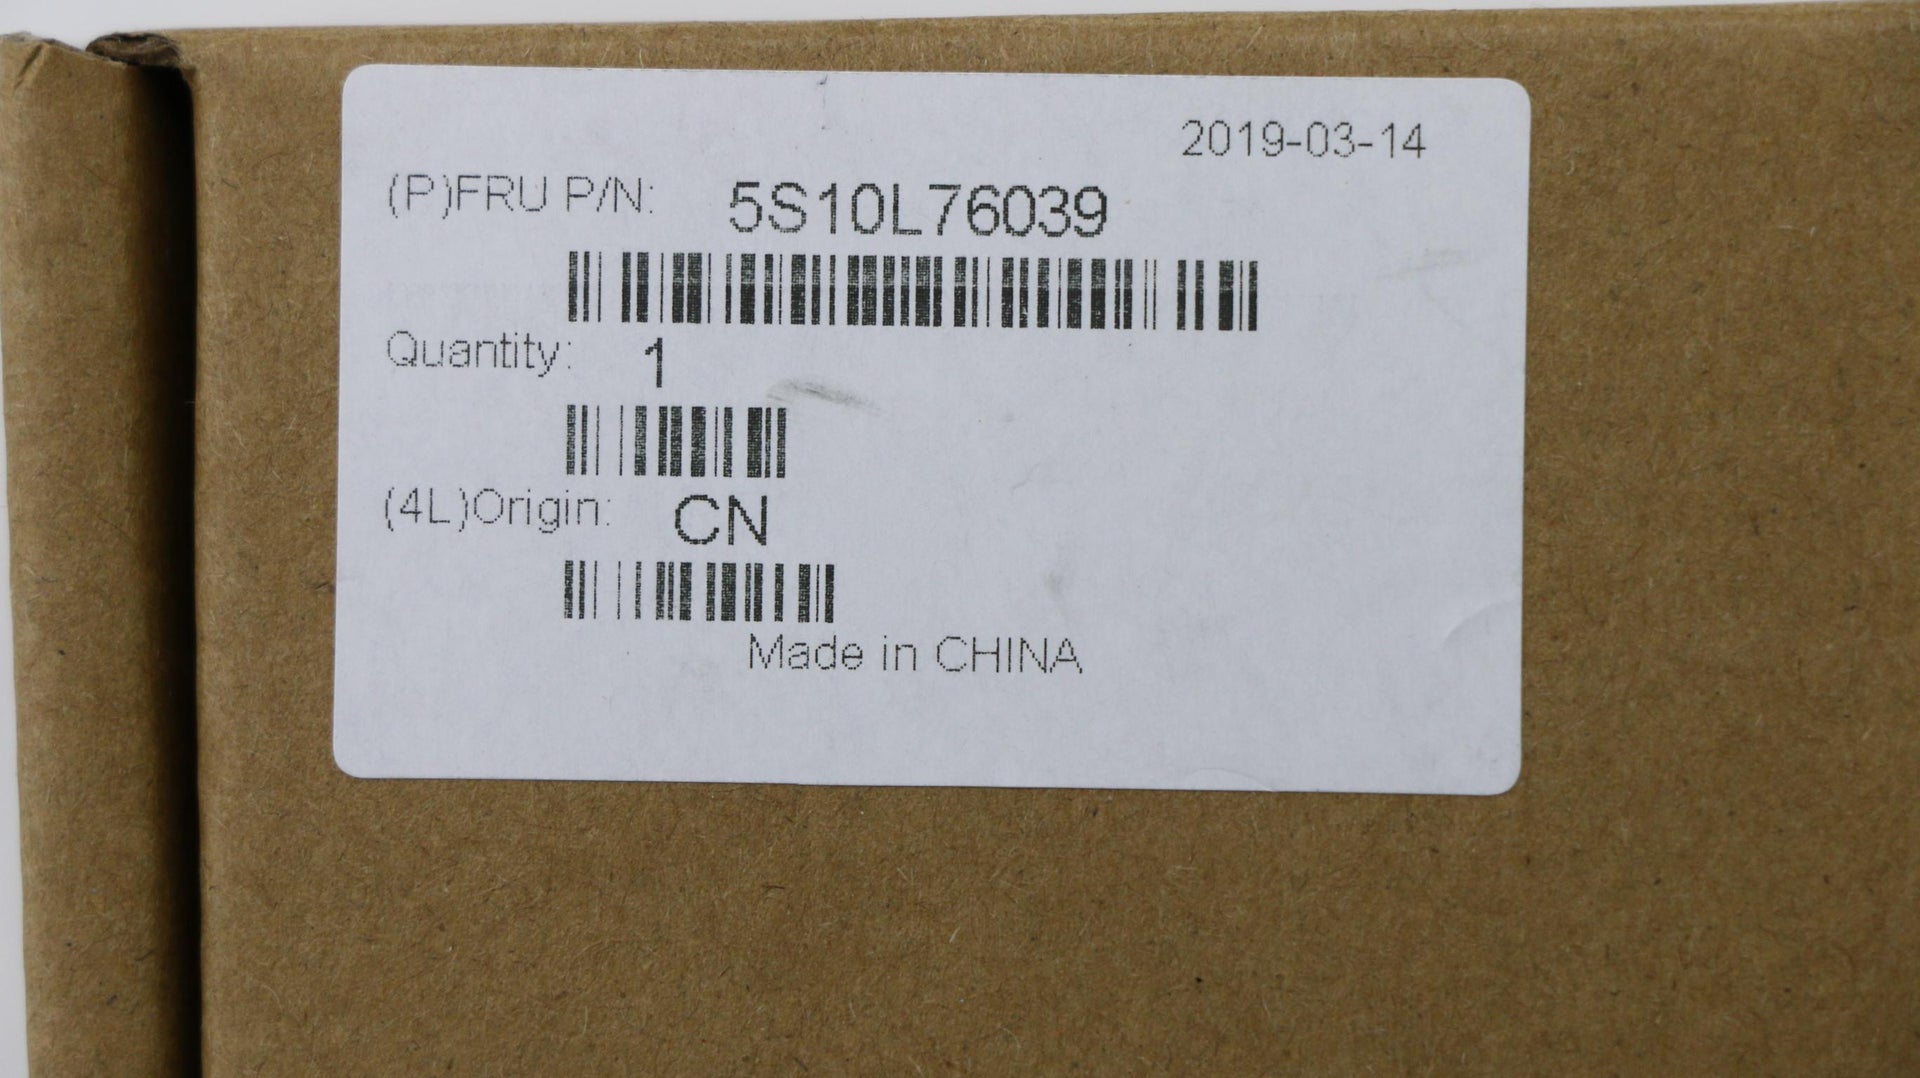 2019-03-14
(P)FRU P/N: 5S10L76039
Quantity: 1
(4L)Origin: CN
Made in CHINA